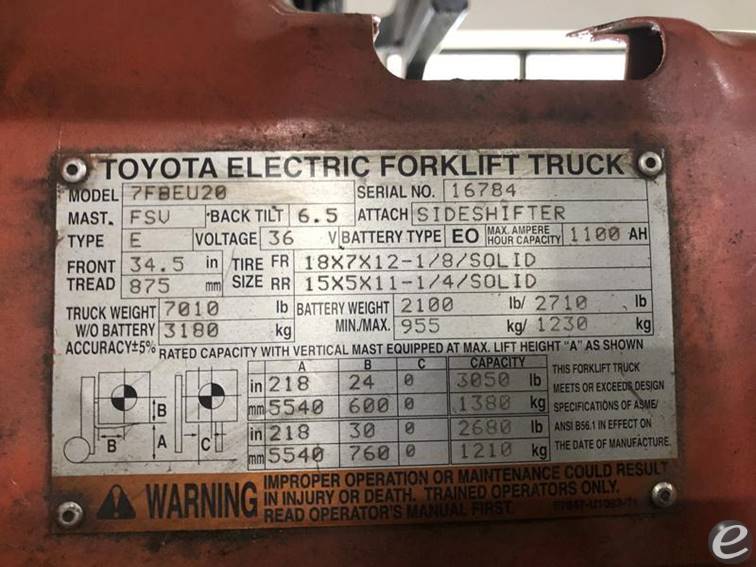 TOYOTA ELECTRIC FORKLIFT TRUCK
MODEL 7FBEU20 SERIAL NO. 16784
MAST. FSV BACK TILT 6.5 ATTACH SIDESHIFTER
TYPE E VOLTAGE 36 V BATTERY TYPE EO MAX. AMPERE HOUR CAPACITY 1100 AH
FRONT TREAD 34.5 in TIRE SIZE FR 18X7X12-1/8/SOLID
875 mm RR 15X5X11-1/4/SOLID
TRUCK WEIGHT 7010 lb BATTERY WEIGHT 2100 lb/ 2710 lb
W/O BATTERY 3180 kg MIN./MAX. 955 kg/ 1230 kg
ACCURACY±5% RATED CAPACITY WITH VERTICAL MAST EQUIPPED AT MAX. LIFT HEIGHT "A" AS SHOWN
A B C CAPACITY
in 218 24 0 3050 lb
mm 5540 600 0 1380 kg
in 218 30 0 2680 lb
mm 5540 760 0 1210 kg
B
B A C
THIS FORKLIFT TRUCK
MEETS OR EXCEEDS DESIGN
SPECIFICATIONS OF ASME/
ANSI B56.1 IN EFFECT ON
THE DATE OF MANUFACTURE.
WARNING
IMPROPER OPERATION OR MAINTENANCE COULD RESULT
IN INJURY OR DEATH. TRAINED OPERATORS ONLY.
READ OPERATOR'S MANUAL FIRST.
e